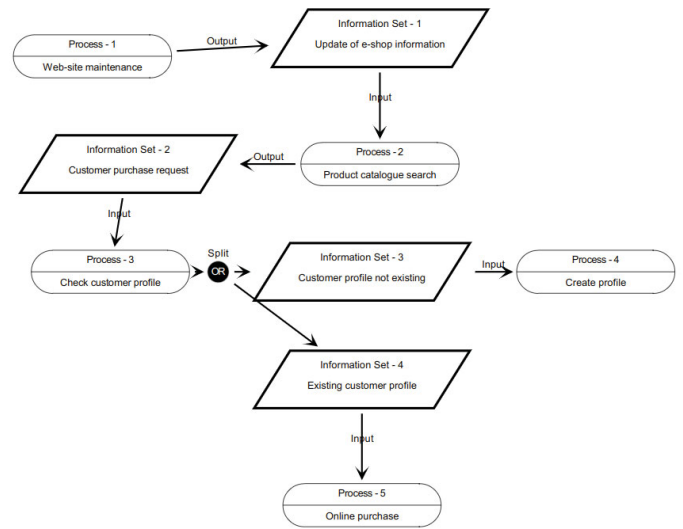 Process - 1
Web-site maintenance
Output
Information Set - 1
Update of e-shop information
Input
Process - 2
Product catalogue search
Output
Information Set - 2
Customer purchase request
Input
Process - 3
Check customer profile
Split
OR
Information Set - 3
Customer profile not existing
Input
Process - 4
Create profile
Information Set - 4
Existing customer profile
Input
Process - 5
Online purchase